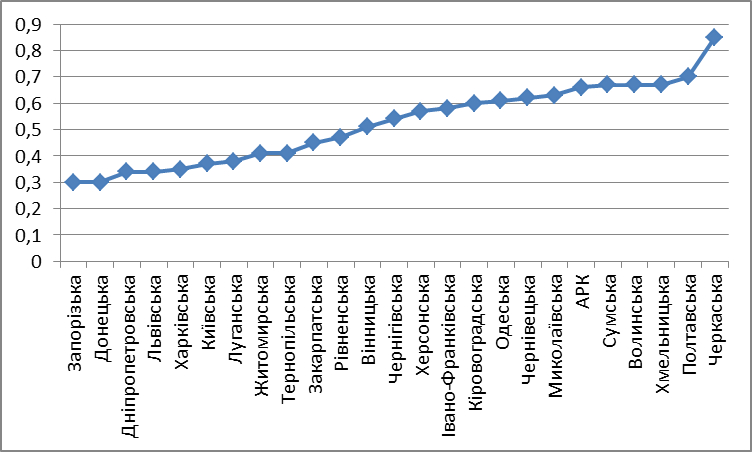 0,9
0,8
0,7
0,6
0,5
0,4
0,3
0,2
0,1
0
Запорізька
Донецька
Дніпропетровська
Львівська
Харківська
Київська
Луганська
Житомирська
Тернопільська
Закарпатська
Рівненська
Вінницька
Чернігівська
Херсонська
Івано-Франківська
Кіровоградська
Одеська
Чернівецька
Миколаївська
АРК
Сумська
Волинська
Хмельницька
Полтавська
Черкаська